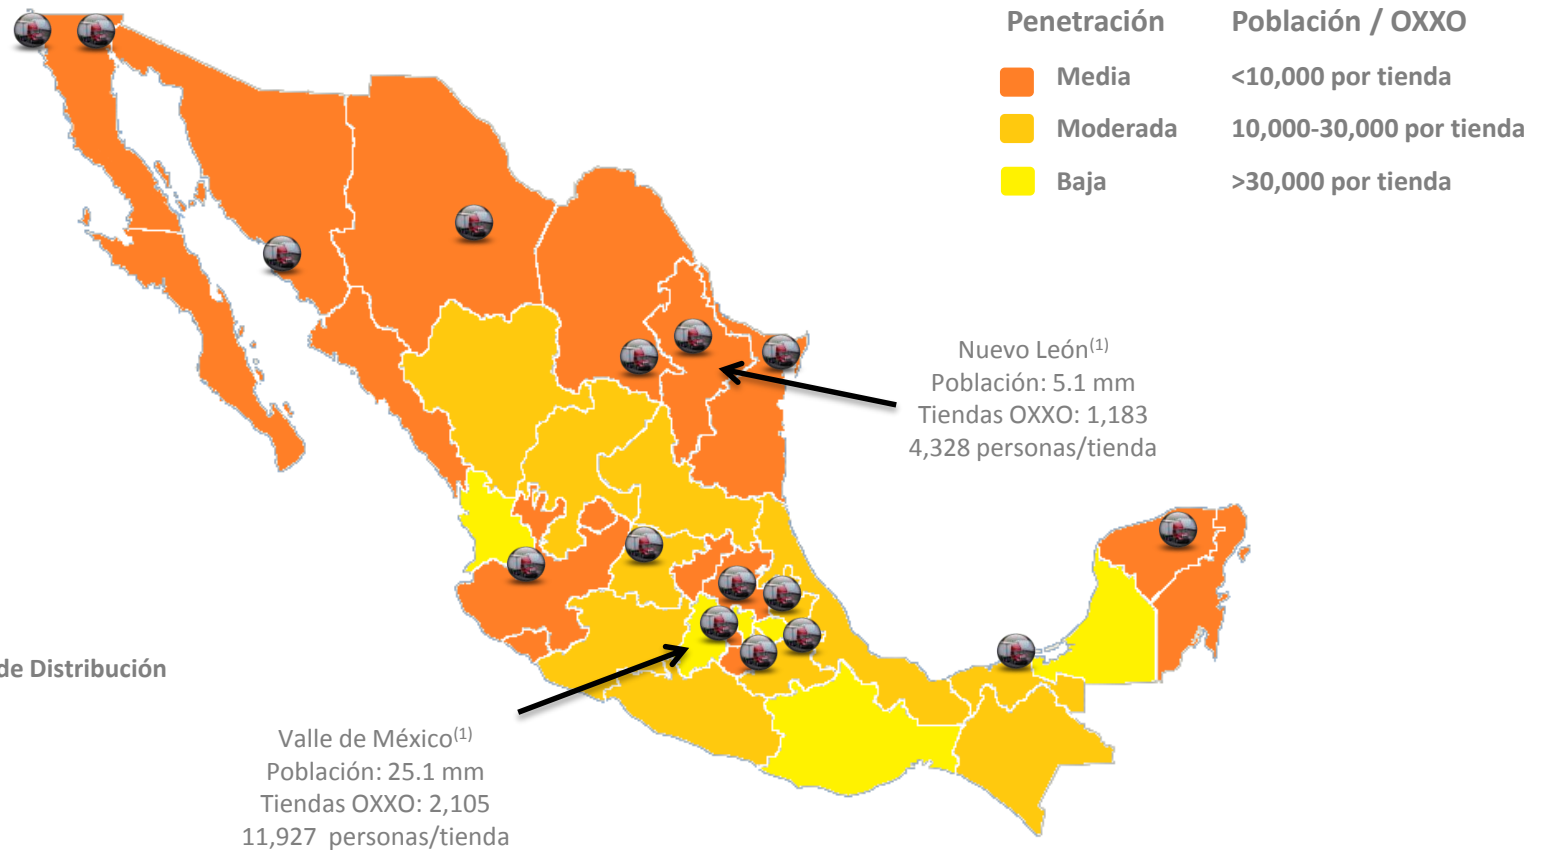 Penetración Población / OXXO
Media <10,000 por tienda
Moderada 10,000-30,000 por tienda
Baja >30,000 por tienda
Nuevo León(1)
Población: 5.1 mm
Tiendas OXXO: 1,183
4,328 personas/tienda
de Distribución
Valle de México(1)
Población: 25.1 mm
Tiendas OXXO: 2,105
11,927 personas/tienda